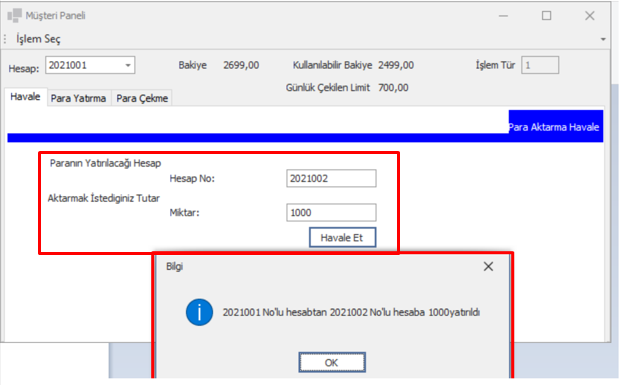 Müşteri Paneli
İşlem Seç
Hesap: 2021001 Bakiye 2699,00 Kullanılabilir Bakiye 2499,00 İşlem Tür 1
Günlük Çekilen Limit 700,00
Havale Para Yatırma Para Çekme
Para Aktarma Havale
Paranın Yatırılacağı Hesap
Hesap No: 2021002
Aktarmak İstediginiz Tutar
Miktar: 1000
Havale Et
Bilgi
2021001 No'lu hesabtan 2021002 No'lu hesaba 1000yatırıldı
OK